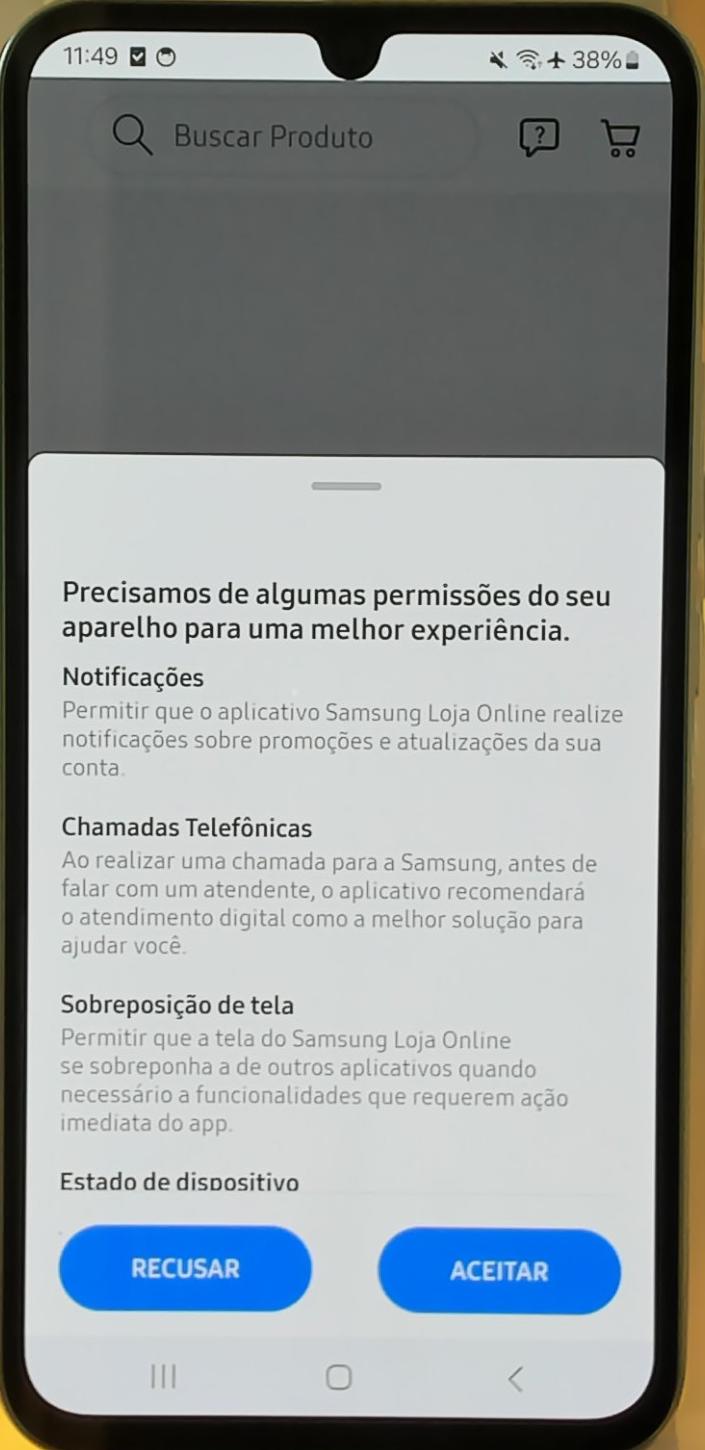 11:49
38%
Buscar Produto
?
Precisamos de algumas permissões do seu
aparelho para uma melhor experiência.
Notificações
Permitir que o aplicativo Samsung Loja Online realize
notificações sobre promoções e atualizações da sua
conta.
Chamadas Telefônicas
Ao realizar uma chamada para a Samsung, antes de
falar com um atendente, o aplicativo recomendará
o atendimento digital como a melhor solução para
ajudar você.
Sobreposição de tela
Permitir que a tela do Samsung Loja Online
se sobreponha a de outros aplicativos quando
necessário a funcionalidades que requerem ação
imediata do app.
Estado de dispositivo
RECUSAR
ACEITAR